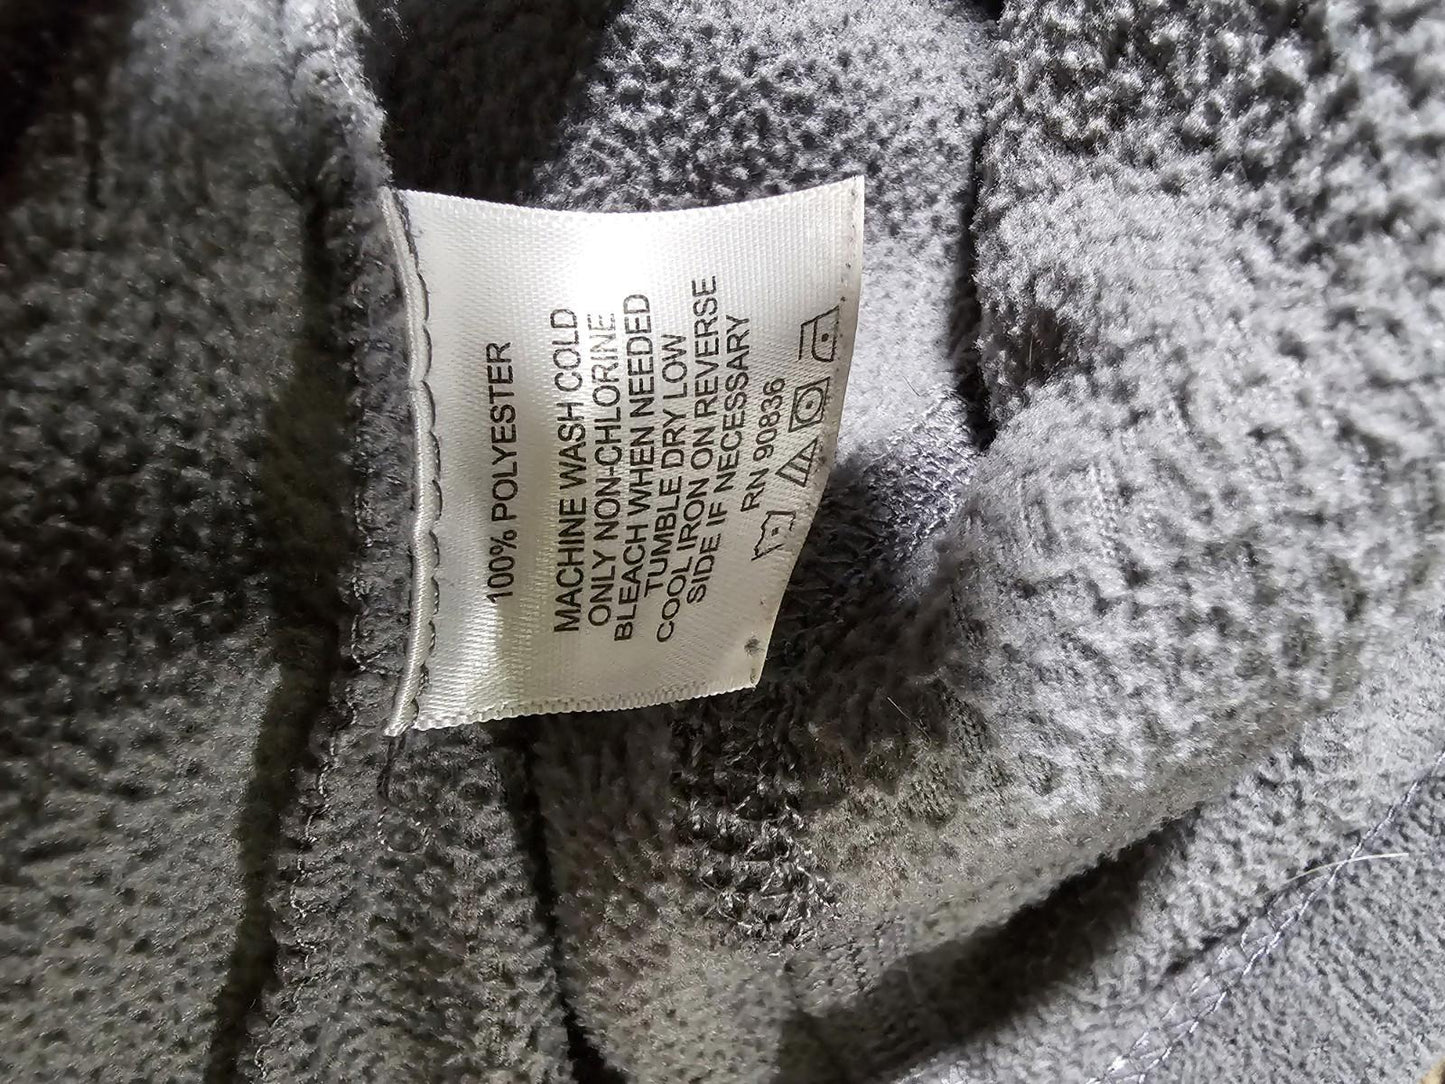 100% POLYESTER
MACHINE WASH COLD
ONLY NON-CHLORINE
BLEACH WHEN NEEDED
TUMBLE DRY LOW
COOL IRON ON REVERSE
SIDE IF NECESSARY
RN 90836